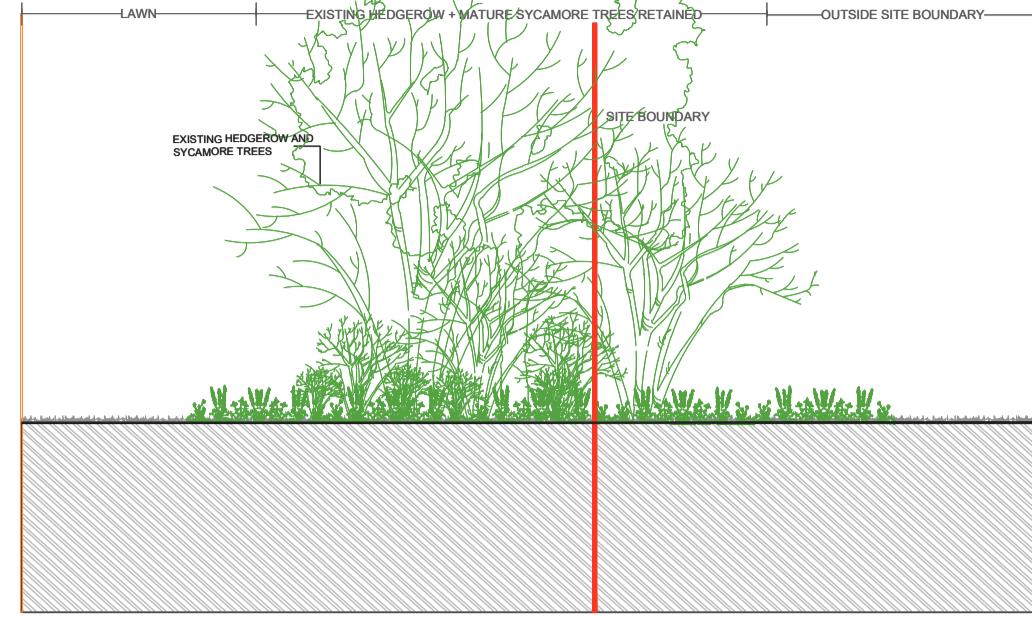 LAWN
EXISTING HEDGEROW + MATURE SYCAMORE TREES RETAINED
OUTSIDE SITE BOUNDARY
SITE BOUNDARY
EXISTING HEDGEROW AND
SYCAMORE TREES